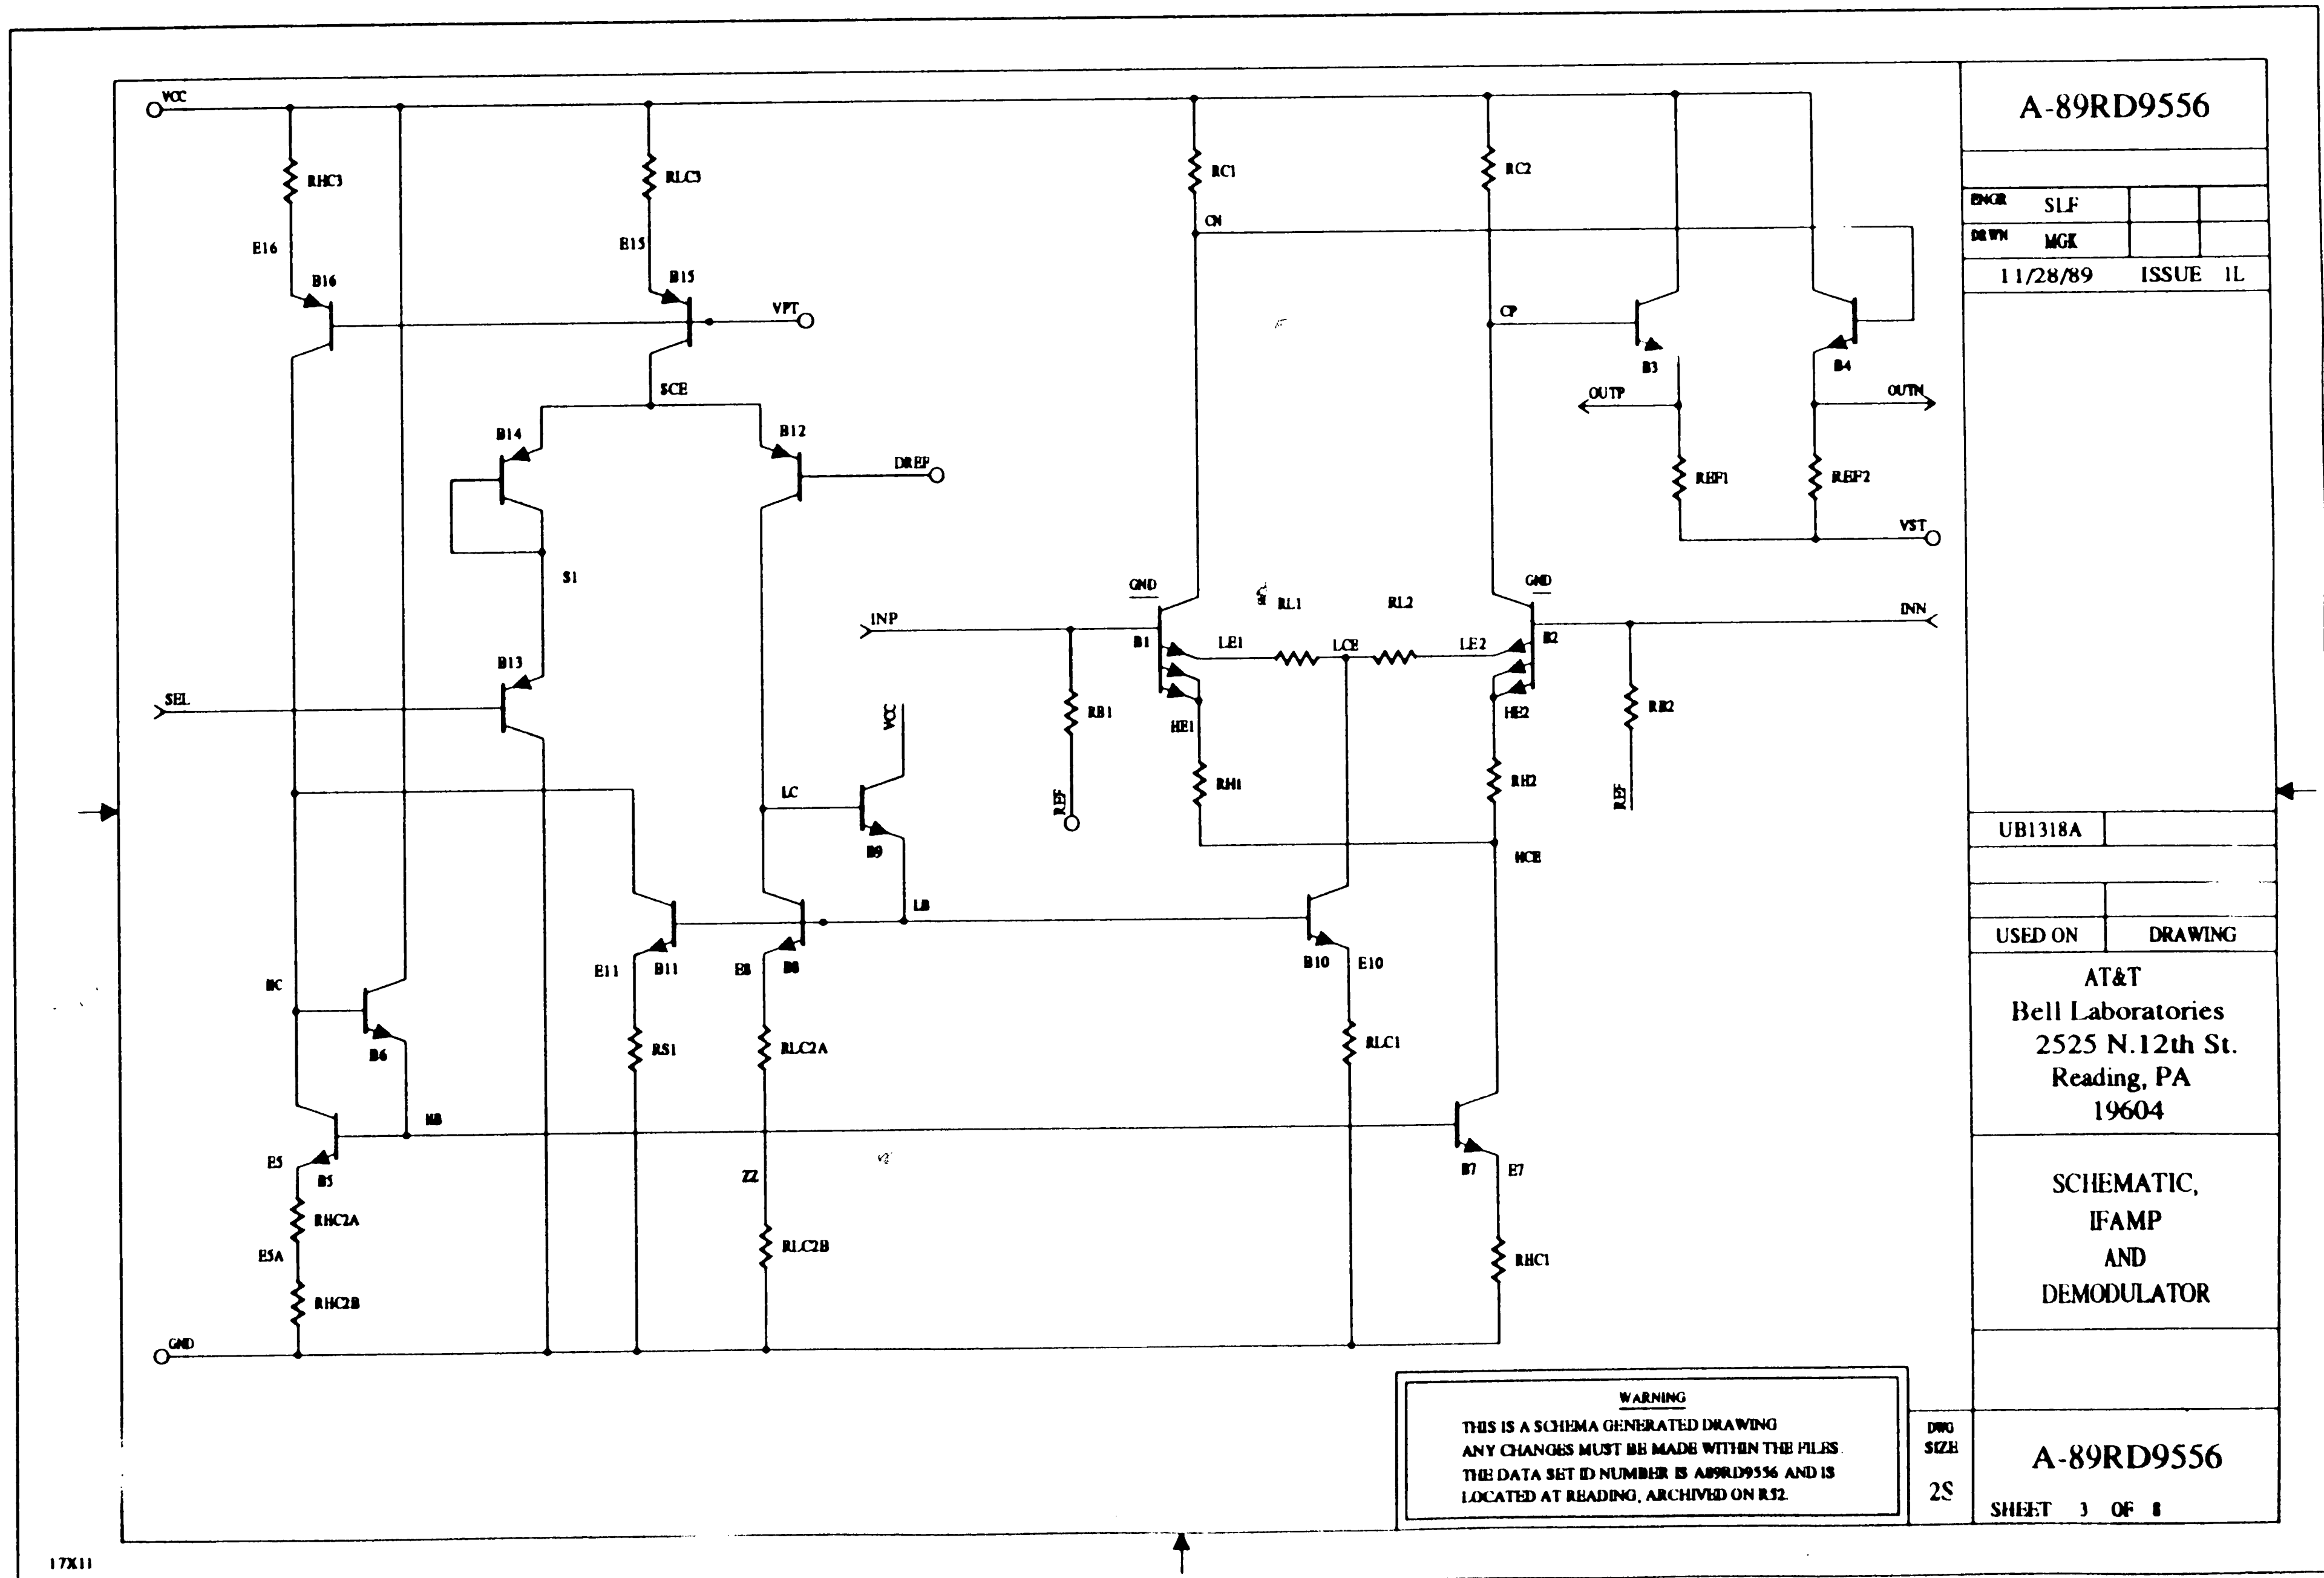 VCC
RHC3
RLC3
RC1
RC2
CN
E16
E15
B16
B15
VPT
CP
B3
B4
SCE
OUTP
OUTN
B14
B12
DREF
REF1
REF2
VST
S1
GND
GND
RL1
RL2
INP
INN
B1
LE1
LCE
LE2
B2
B13
SEL
RB1
RB2
HE1
HE2
VCC
REF
REF
RH1
RH2
LC
B9
HCE
LB
E11
B11
E8
B8
B10
E10
HC
B6
RS1
RLC2A
RLC1
HB
E5
B5
ZZ
B7
E7
RHC2A
E5A
RLC2B
RHC1
RHC2B
GND
A-89RD9556
ENGR SLF
DRWN MGK
11/28/89 ISSUE 1L
UB1318A
USED ON DRAWING
AT&T
Bell Laboratories
2525 N.12th St.
Reading, PA
19604
SCHEMATIC,
IFAMP
AND
DEMODULATOR
WARNING
THIS IS A SCHEMA GENERATED DRAWING
ANY CHANGES MUST BE MADE WITHIN THE FILES.
THE DATA SET ID NUMBER IS A89RD9556 AND IS
LOCATED AT READING, ARCHIVED ON R52.
DWG
SIZE
2S
A-89RD9556
SHEET 3 OF 8
17X11